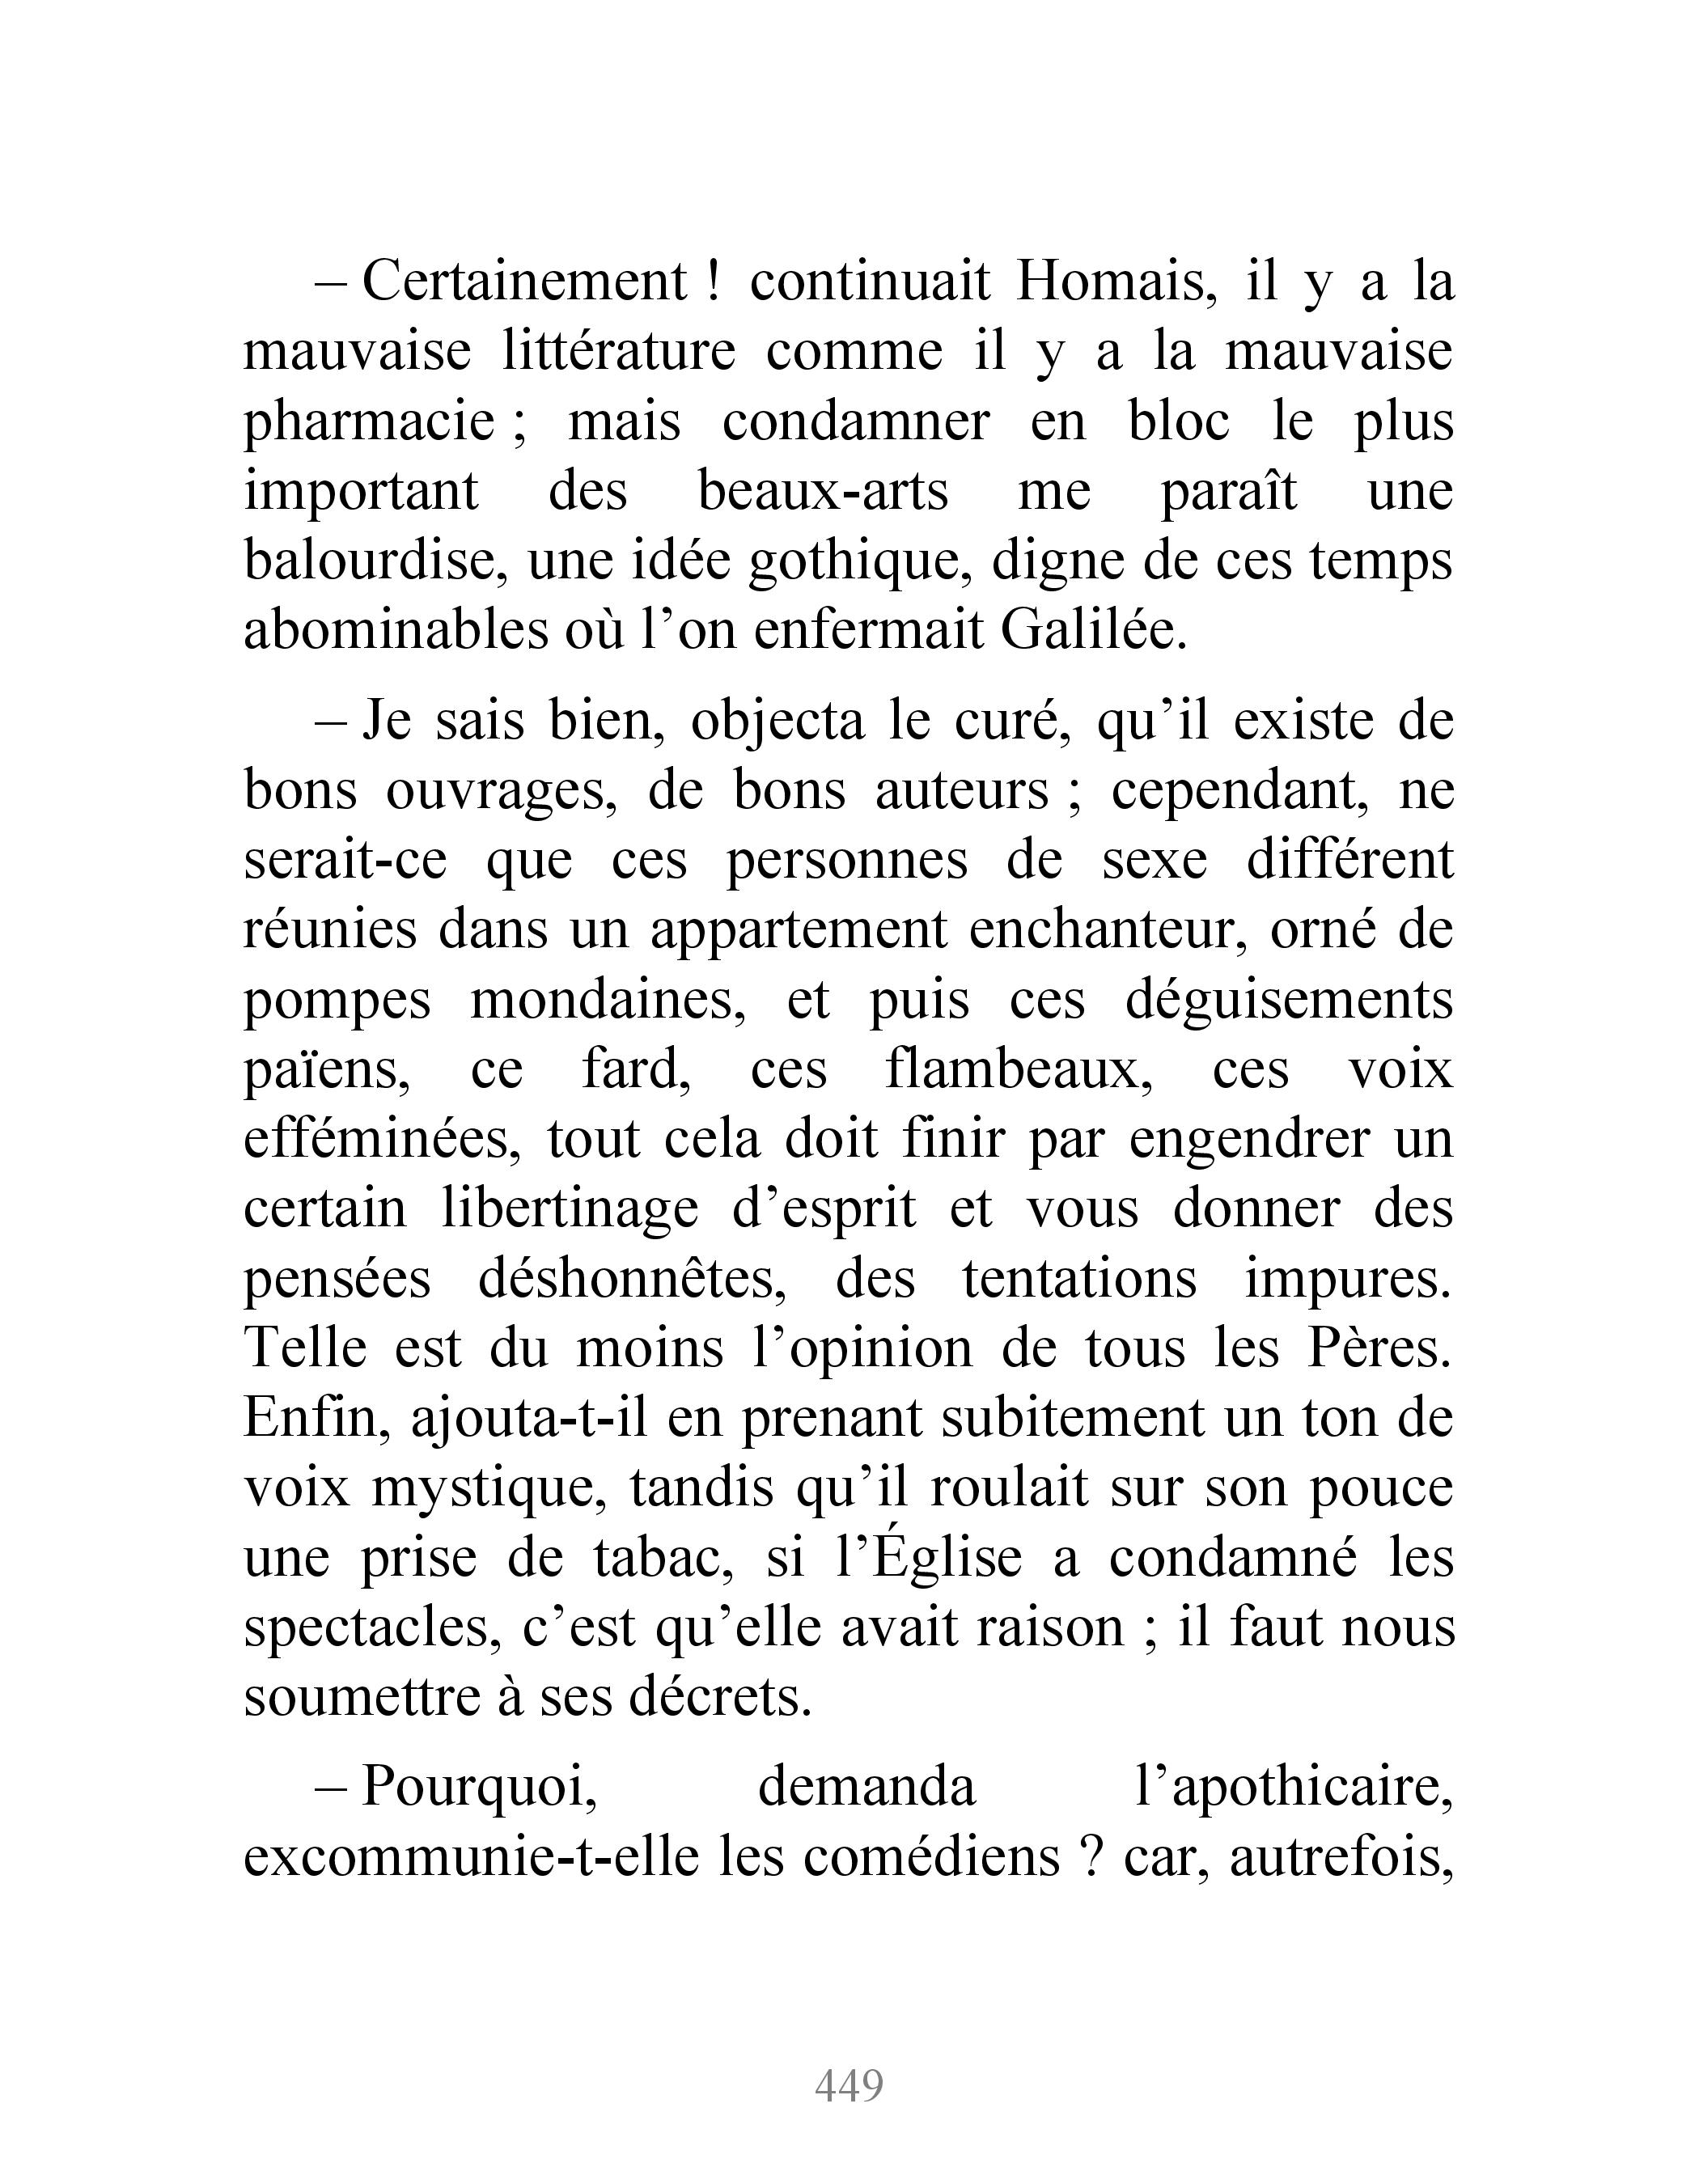 – Certainement ! continuait Homais, il y a la
mauvaise littérature comme il y a la mauvaise
pharmacie ; mais condamner en bloc le plus
important des beaux-arts me paraît une
balourdise, une idée gothique, digne de ces temps
abominables où l’on enfermait Galilée.
– Je sais bien, objecta le curé, qu’il existe de
bons ouvrages, de bons auteurs ; cependant, ne
serait-ce que ces personnes de sexe différent
réunies dans un appartement enchanteur, orné de
pompes mondaines, et puis ces déguisements
païens, ce fard, ces flambeaux, ces voix
efféminées, tout cela doit finir par engendrer un
certain libertinage d’esprit et vous donner des
pensées déshonnêtes, des tentations impures.
Telle est du moins l’opinion de tous les Pères.
Enfin, ajouta-t-il en prenant subitement un ton de
voix mystique, tandis qu’il roulait sur son pouce
une prise de tabac, si l’Église a condamné les
spectacles, c’est qu’elle avait raison ; il faut nous
soumettre à ses décrets.
– Pourquoi, demanda l’apothicaire,
excommunie-t-elle les comédiens ? car, autrefois,
449